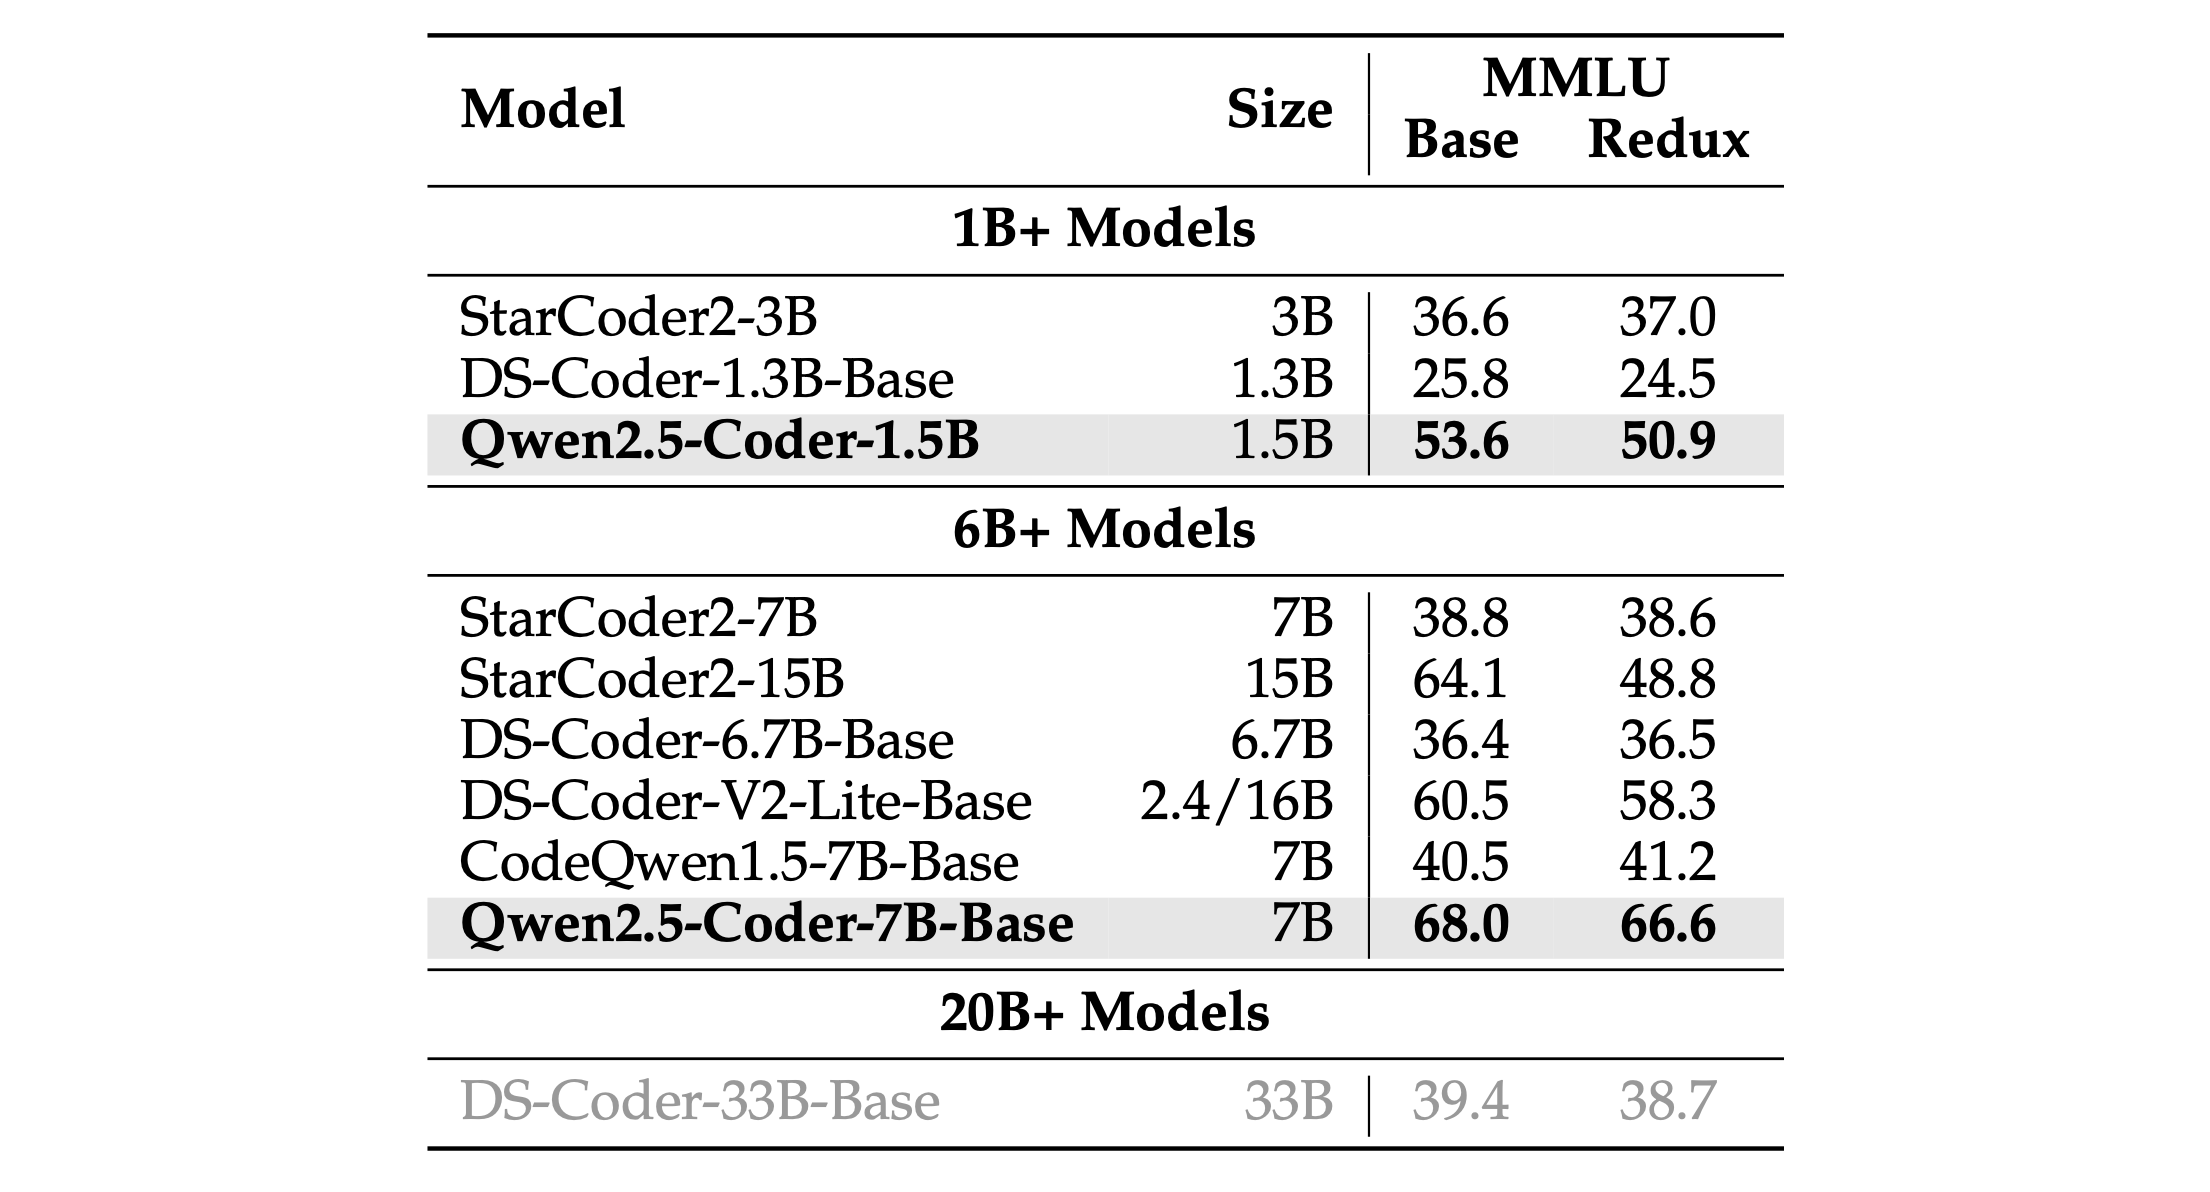 Model Size MMLU
Base Redux
1B+ Models
StarCoder2-3B 3B 36.6 37.0
DS-Coder-1.3B-Base 1.3B 25.8 24.5
Qwen2.5-Coder-1.5B 1.5B 53.6 50.9
6B+ Models
StarCoder2-7B 7B 38.8 38.6
StarCoder2-15B 15B 64.1 48.8
DS-Coder-6.7B-Base 6.7B 36.4 36.5
DS-Coder-V2-Lite-Base 2.4/16B 60.5 58.3
CodeQwen1.5-7B-Base 7B 40.5 41.2
Qwen2.5-Coder-7B-Base 7B 68.0 66.6
20B+ Models
DS-Coder-33B-Base 33B 39.4 38.7